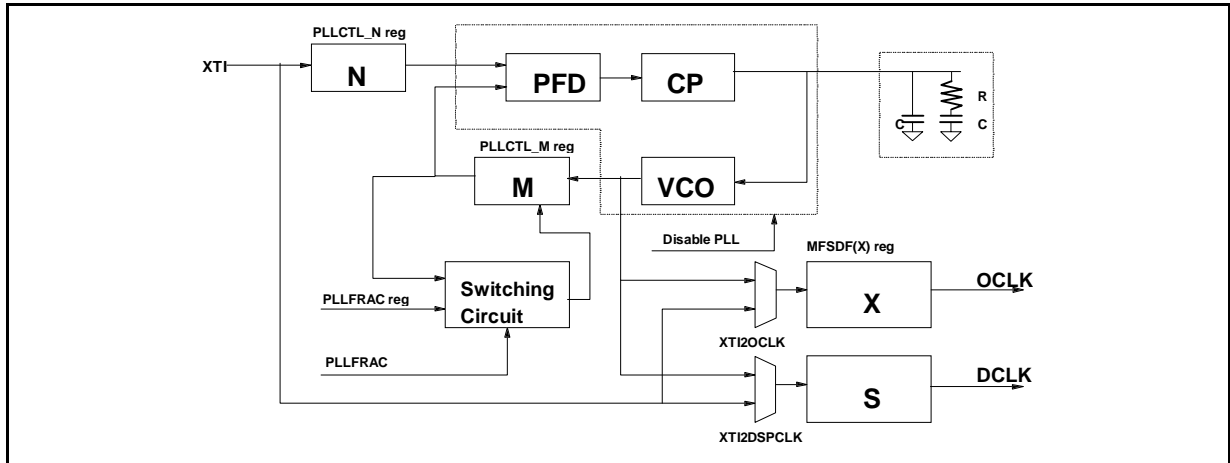 PLLCTL_N reg
XTI
N
PFD
CP
R
C
C
PLLCTL_M reg
M
VCO
Disable PLL
MFSDF(X) reg
Switching
Circuit
PLLFRAC reg
X
OCLK
XTI2OCLK
PLLFRAC
S
DCLK
XTI2DSPCLK